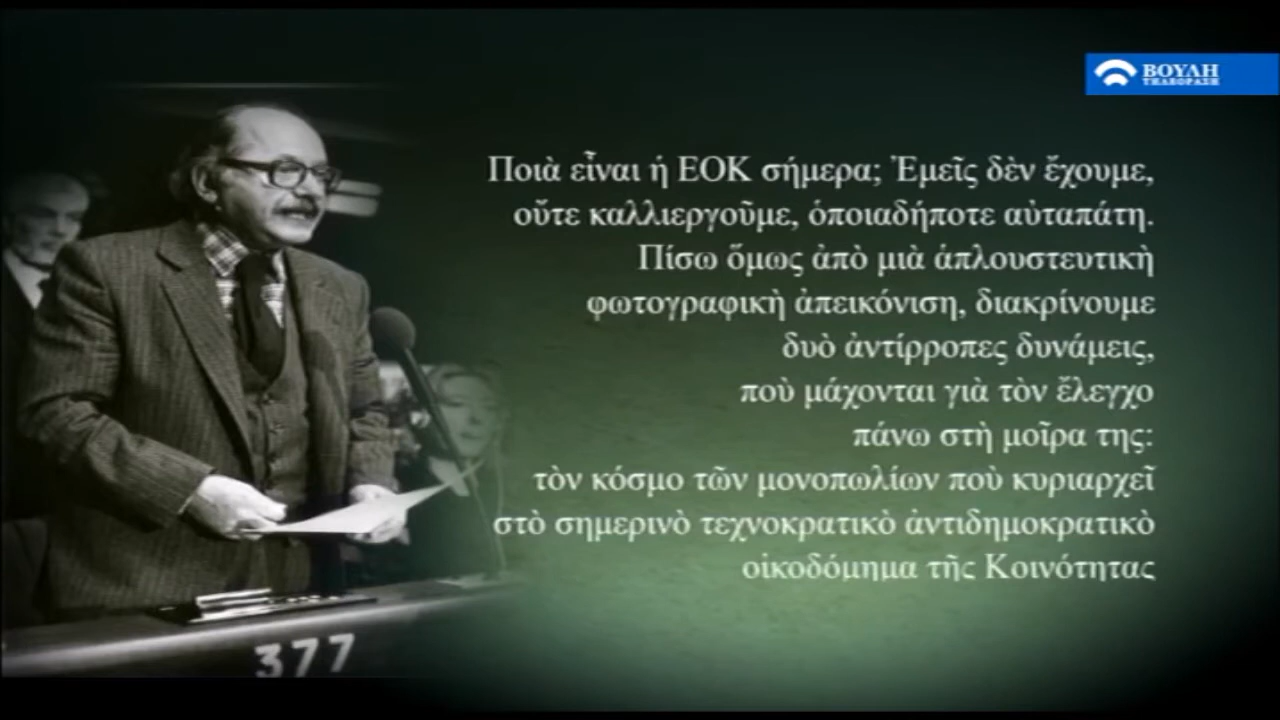 ΒΟΥΛΗ
ΤΗΛΕΟΡΑΣΗ
Ποιὰ εἶναι ἡ ΕΟΚ σήμερα; Ἐμεῖς δὲν ἔχουμε,
οὔτε καλλιεργοῦμε, ὁποιαδήποτε αὐταπάτη.
Πίσω ὅμως ἀπὸ μιὰ ἁπλουστευτικὴ
φωτογραφικὴ ἀπεικόνιση, διακρίνουμε
δυὸ ἀντίρροπες δυνάμεις,
ποὺ μάχονται γιὰ τὸν ἔλεγχο
πάνω στὴ μοῖρα της:
τὸν κόσμο τῶν μονοπωλίων ποὺ κυριαρχεῖ
στὸ σημερινὸ τεχνοκρατικὸ ἀντιδημοκρατικὸ
οἰκοδόμημα τῆς Κοινότητας
377